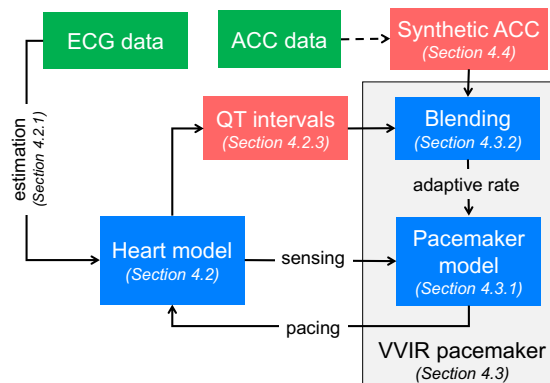 ECG data
ACC data
Synthetic ACC
(Section 4.4)
estimation
(Section 4.2.1)
QT intervals
(Section 4.2.3)
Blending
(Section 4.3.2)
adaptive rate
Heart model
(Section 4.2)
sensing
Pacemaker
model
(Section 4.3.1)
pacing
VVIR pacemaker
(Section 4.3)